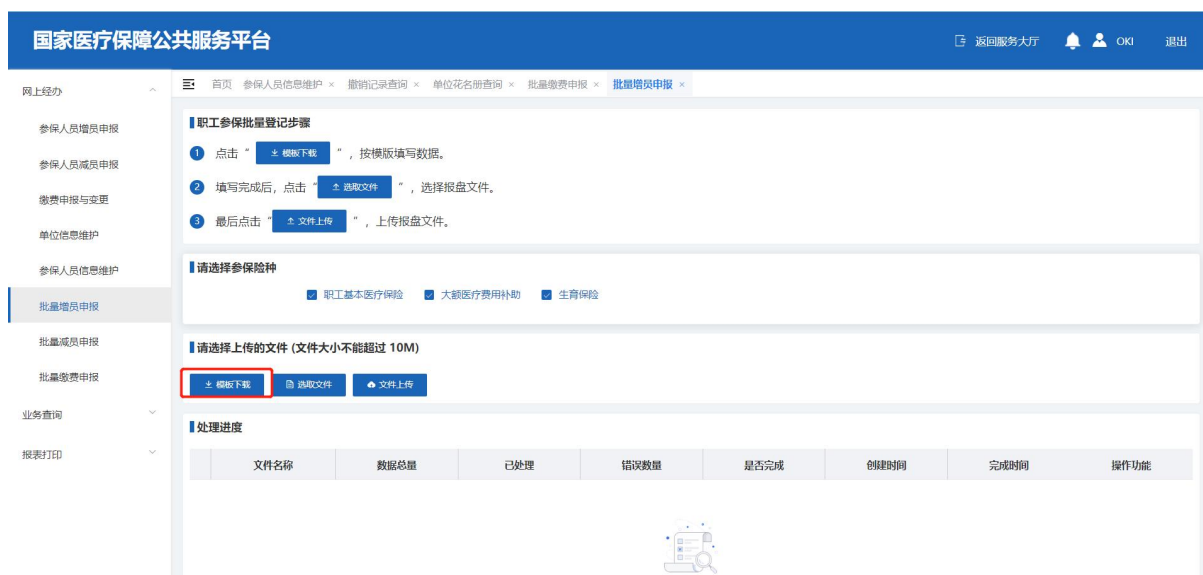 国家医疗保障公共服务平台
返回服务大厅 OKI 退出
网上经办
参保人员增员申报
参保人员减员申报
缴费申报与变更
单位信息维护
参保人员信息维护
批量增员申报
批量减员申报
批量缴费申报
业务查询
报表打印
首页 参保人员信息维护 × 撤销记录查询 × 单位花名册查询 × 批量缴费申报 × 批量增员申报 ×
职工参保批量登记步骤
1 点击 “ 模板下载 ” ，按模版填写数据。
2 填写完成后，点击 “ 选取文件 ” ，选择报盘文件。
3 最后点击 “ 文件上传 ” ，上传报盘文件。
请选择参保险种
职工基本医疗保险 大额医疗费用补助 生育保险
请选择上传的文件 (文件大小不能超过 10M)
模板下载 选取文件 文件上传
处理进度
文件名称 数据总量 已处理 错误数量 是否完成 创建时间 完成时间 操作功能